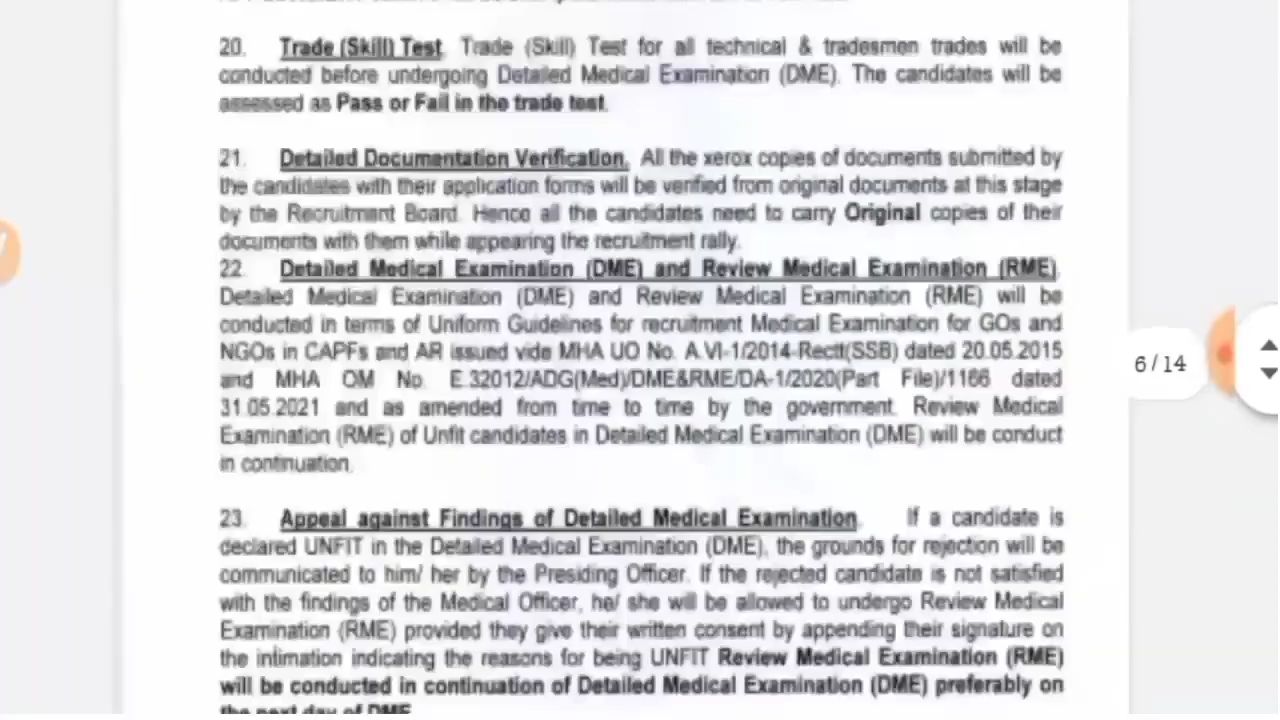 20. Trade (Skill) Test. Trade (Skill) Test for all technical & tradesmen trades will be
conducted before undergoing Detailed Medical Examination (DME). The candidates will be
assessed as Pass or Fail in the trade test.
21. Detailed Documentation Verification. All the xerox copies of documents submitted by
the candidates with their application forms will be verified from original documents at this stage
by the Recruitment Board. Hence all the candidates need to carry Original copies of their
documents with them while appearing the recruitment rally.
22. Detailed Medical Examination (DME) and Review Medical Examination (RME).
Detailed Medical Examination (DME) and Review Medical Examination (RME) will be
conducted in terms of Uniform Guidelines for recruitment Medical Examination for GOs and
NGOs in CAPFs and AR issued vide MHA UO No. A.VI-1/2014-Rectt(SSB) dated 20.05.2015
and MHA OM No. E.32012/ADG(Med)/DME&RME/DA-1/2020(Part File)/1166 dated
31.05.2021 and as amended from time to time by the government. Review Medical
Examination (RME) of Unfit candidates in Detailed Medical Examination (DME) will be conduct
in continuation.
6/14
23. Appeal against Findings of Detailed Medical Examination. If a candidate is
declared UNFIT in the Detailed Medical Examination (DME), the grounds for rejection will be
communicated to him/ her by the Presiding Officer. If the rejected candidate is not satisfied
with the findings of the Medical Officer, he/ she will be allowed to undergo Review Medical
Examination (RME) provided they give their written consent by appending their signature on
the intimation indicating the reasons for being UNFIT Review Medical Examination (RME)
will be conducted in continuation of Detailed Medical Examination (DME) preferably on
the next day of DME